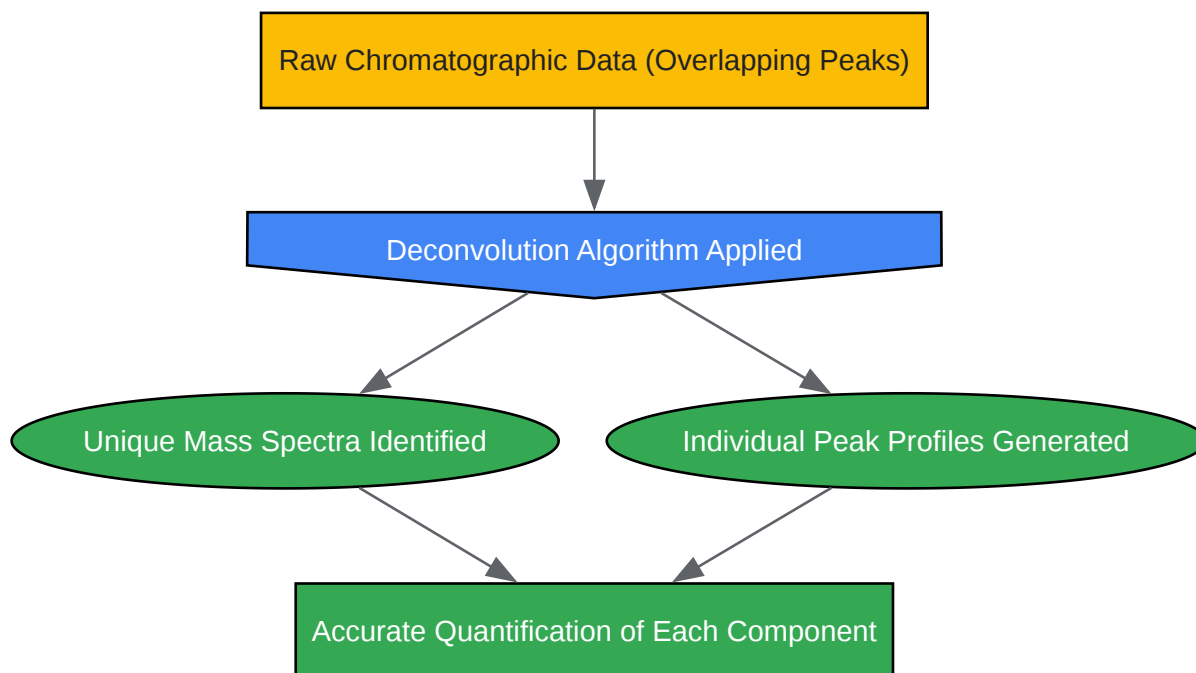 Raw Chromatographic Data (Overlapping Peaks)
Deconvolution Algorithm Applied
Unique Mass Spectra Identified
Individual Peak Profiles Generated
Accurate Quantification of Each Component